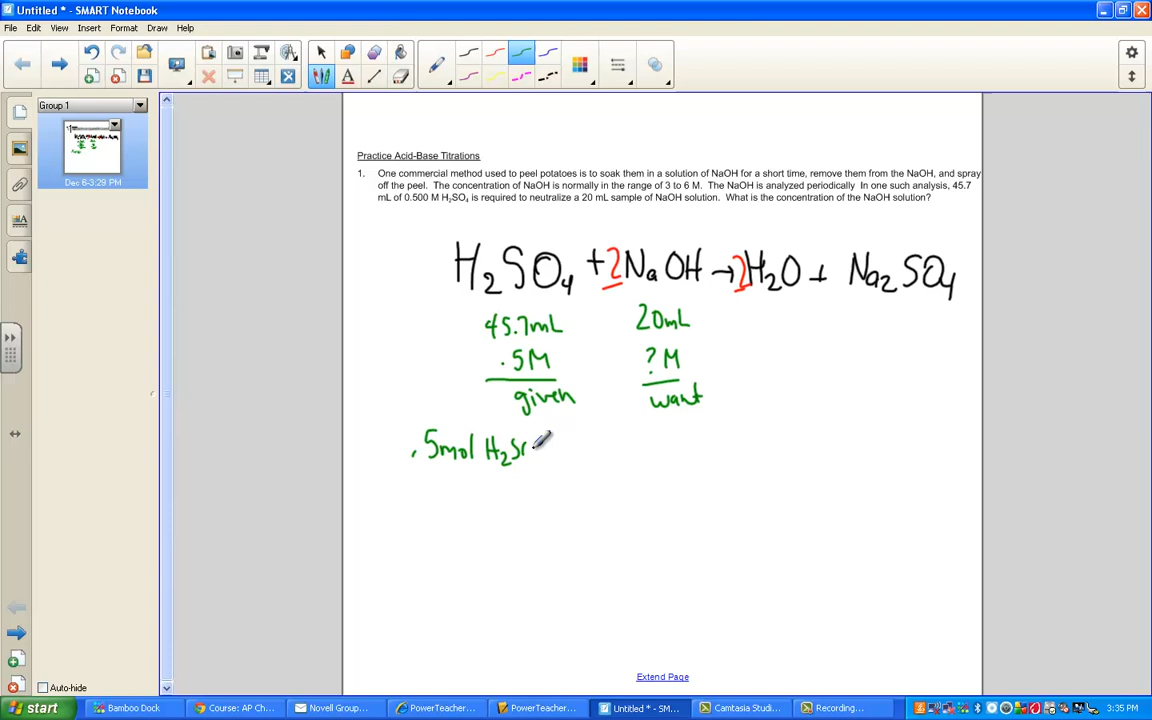 Untitled * - SMART Notebook
File Edit View Insert Format Draw Help
Group 1
Dec 6-3:29 PM
Practice Acid-Base Titrations
1. One commercial method used to peel potatoes is to soak them in a solution of NaOH for a short time, remove them from the NaOH, and spray
off the peel. The concentration of NaOH is normally in the range of 3 to 6 M. The NaOH is analyzed periodically In one such analysis, 45.7
mL of 0.500 M H₂SO₄ is required to neutralize a 20 mL sample of NaOH solution. What is the concentration of the NaOH solution?
H₂SO₄ + 2NaOH → 2H₂O + Na₂SO₄
45.7mL 20mL
.5M ?M
given want
.5mol H₂S
Extend Page
Auto-hide
start Bamboo Dock Course: AP Ch... Novell Group... PowerTeacher... PowerTeacher... Untitled * - SM... Camtasia Studi... Recording... 3:35 PM